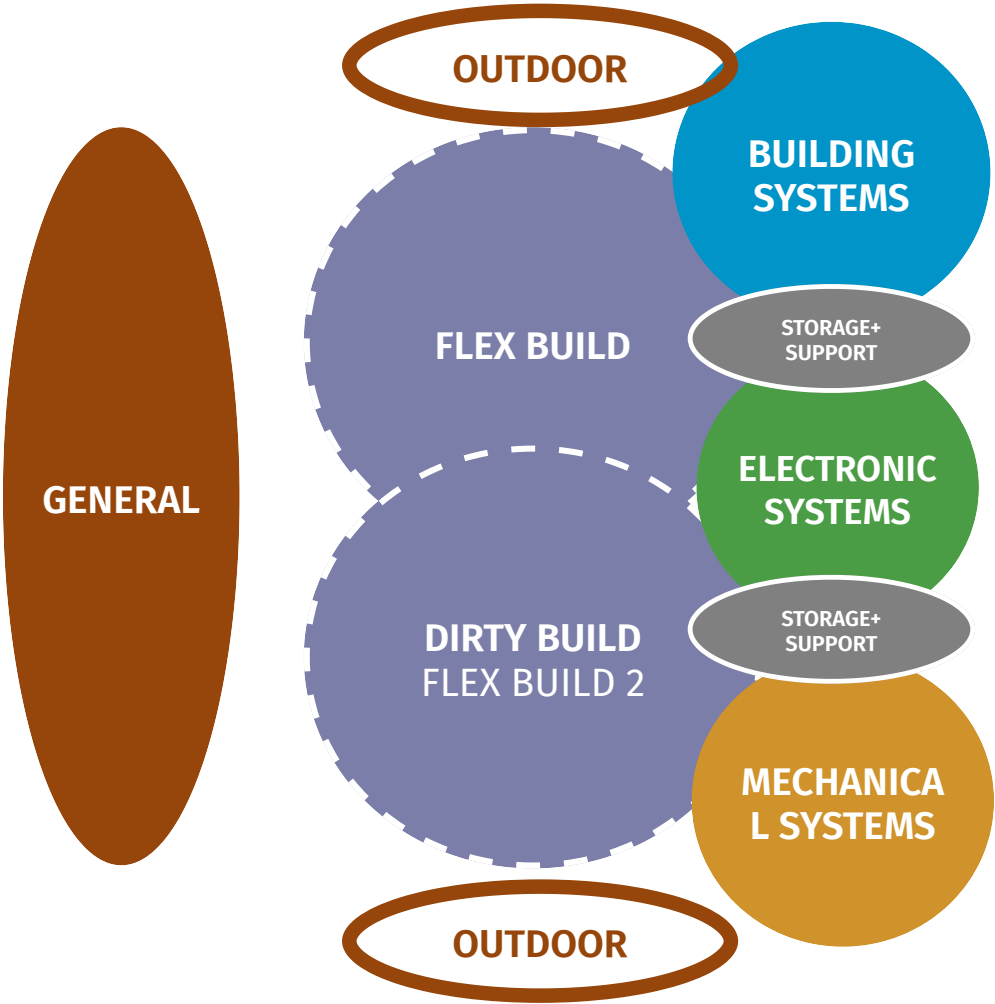 OUTDOOR
BUILDING
SYSTEMS
STORAGE+
SUPPORT
FLEX BUILD
ELECTRONIC
SYSTEMS
GENERAL
STORAGE+
SUPPORT
DIRTY BUILD
FLEX BUILD 2
MECHANICA
L SYSTEMS
OUTDOOR